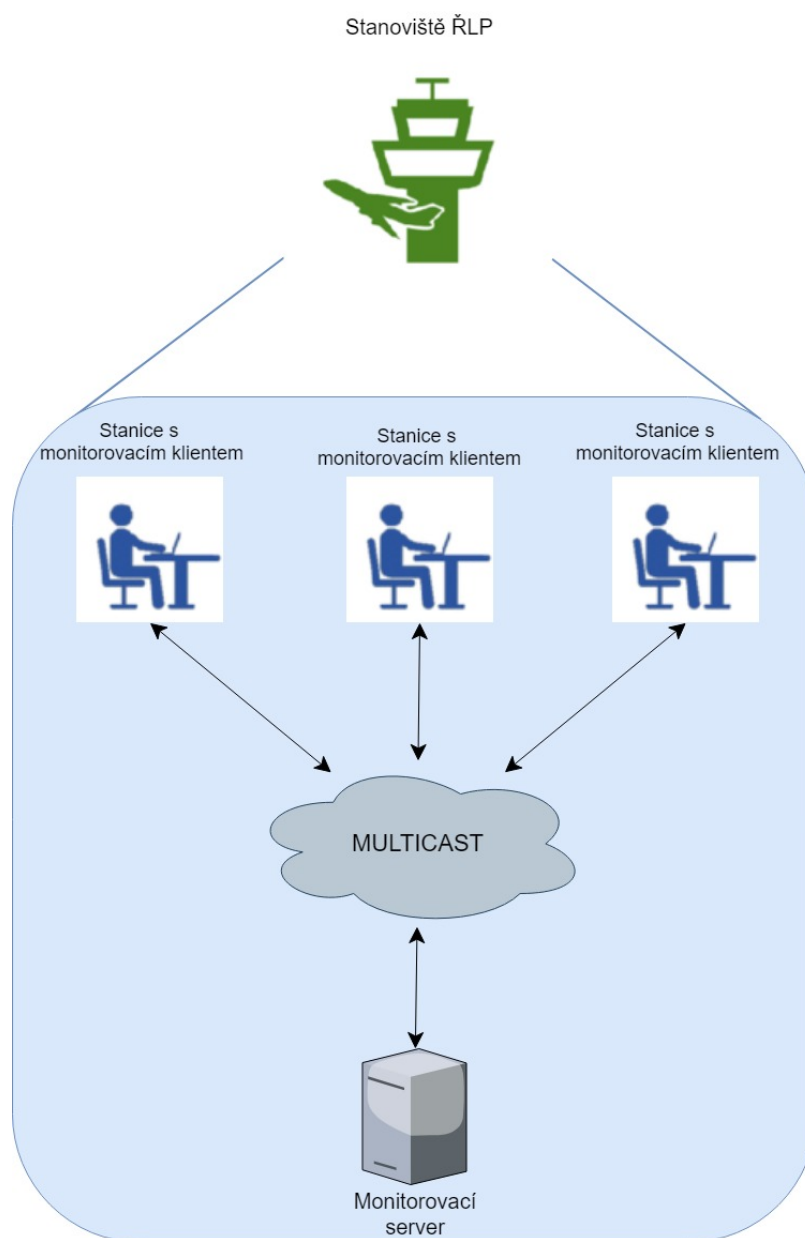 Stanoviště ŘLP
Stanice s
monitorovacím klientem
Stanice s
monitorovacím klientem
Stanice s
monitorovacím klientem
MULTICAST
Monitorovací
server